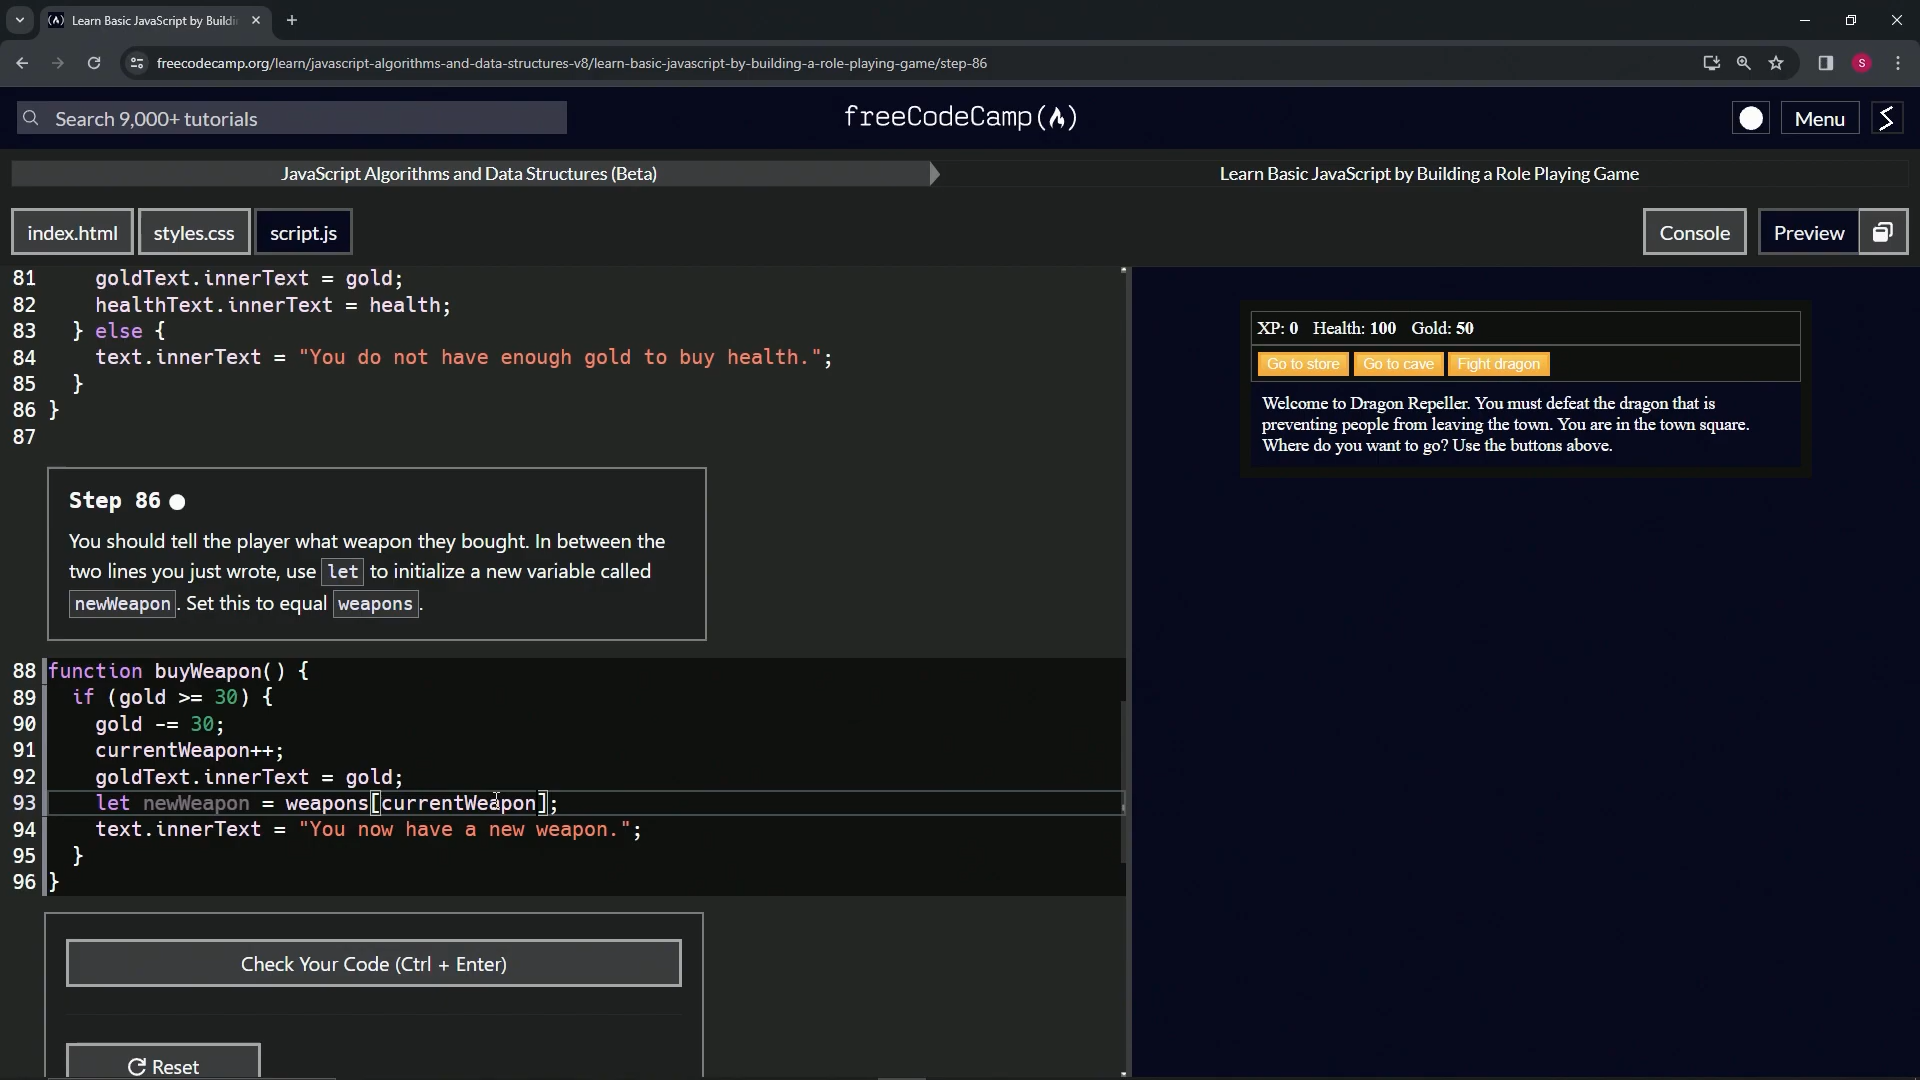 Learn Basic JavaScript by Buildi
freecodecamp.org/learn/javascript-algorithms-and-data-structures-v8/learn-basic-javascript-by-building-a-role-playing-game/step-86
S
Search 9,000+ tutorials
freeCodeCamp
Menu
JavaScript Algorithms and Data Structures (Beta)
Learn Basic JavaScript by Building a Role Playing Game
index.html
styles.css
script.js
Console
Preview
81 goldText.innerText = gold;
82 healthText.innerText = health;
83 } else {
84 text.innerText = "You do not have enough gold to buy health.";
85 }
86 }
87
Step 86
You should tell the player what weapon they bought. In between the
two lines you just wrote, use let to initialize a new variable called
newWeapon. Set this to equal weapons.
88 function buyWeapon() {
89 if (gold >= 30) {
90 gold -= 30;
91 currentWeapon++;
92 goldText.innerText = gold;
93 let newWeapon = weapons[currentWeapon];
94 text.innerText = "You now have a new weapon.";
95 }
96 }
Check Your Code (Ctrl + Enter)
Reset
XP: 0 Health: 100 Gold: 50
Go to store
Go to cave
Fight dragon
Welcome to Dragon Repeller. You must defeat the dragon that is
preventing people from leaving the town. You are in the town square.
Where do you want to go? Use the buttons above.